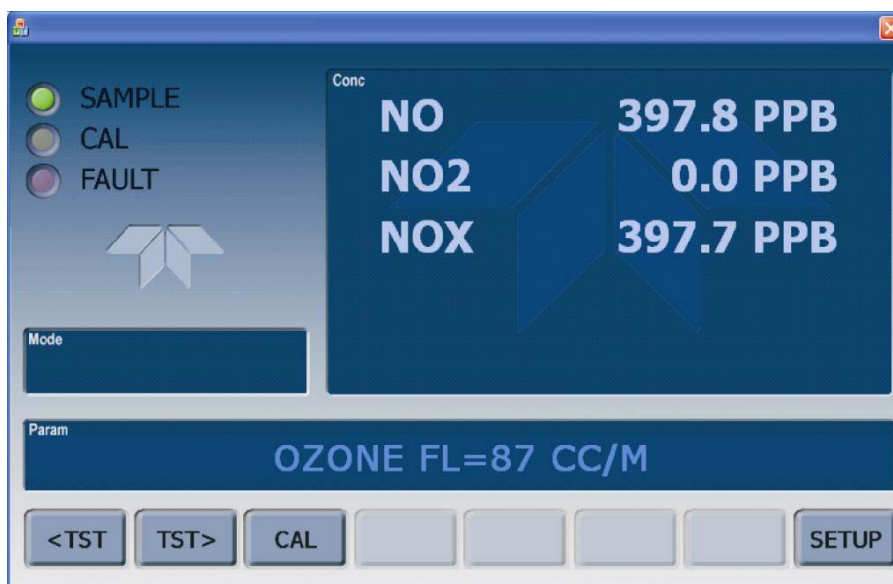 SAMPLE
CAL
FAULT
Conc
NO 397.8 PPB
NO2 0.0 PPB
NOX 397.7 PPB
Mode
Param
OZONE FL=87 CC/M
<TST TST> CAL SETUP